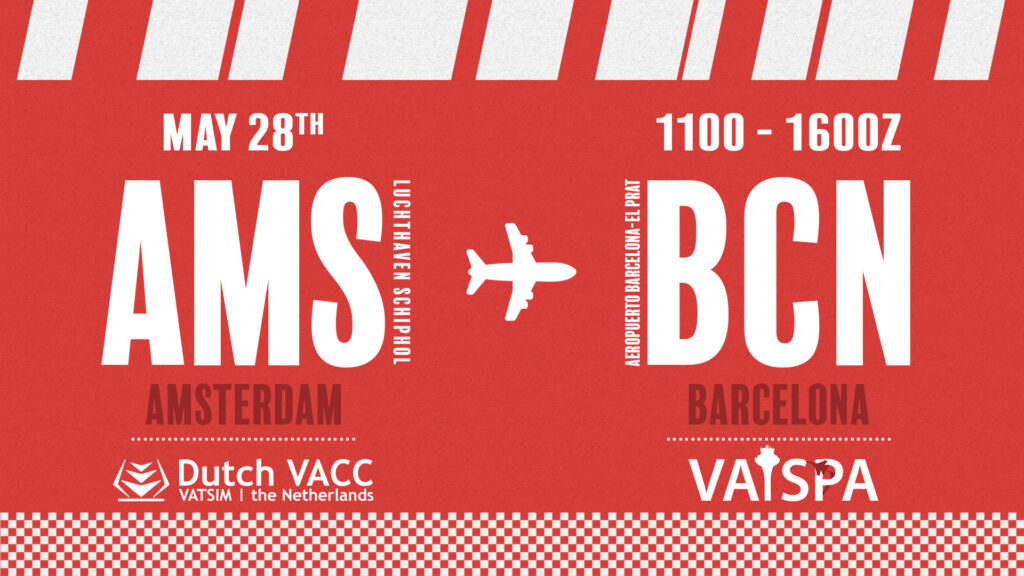 MAY 28TH
AMS
LUCHTHAVEN SCHIPHOL
AMSTERDAM
Dutch VACC
VATSIM | the Netherlands
1100 - 1600Z
AEROPUERTO BARCELONA-EL PRAT
BCN
BARCELONA
VATSPA